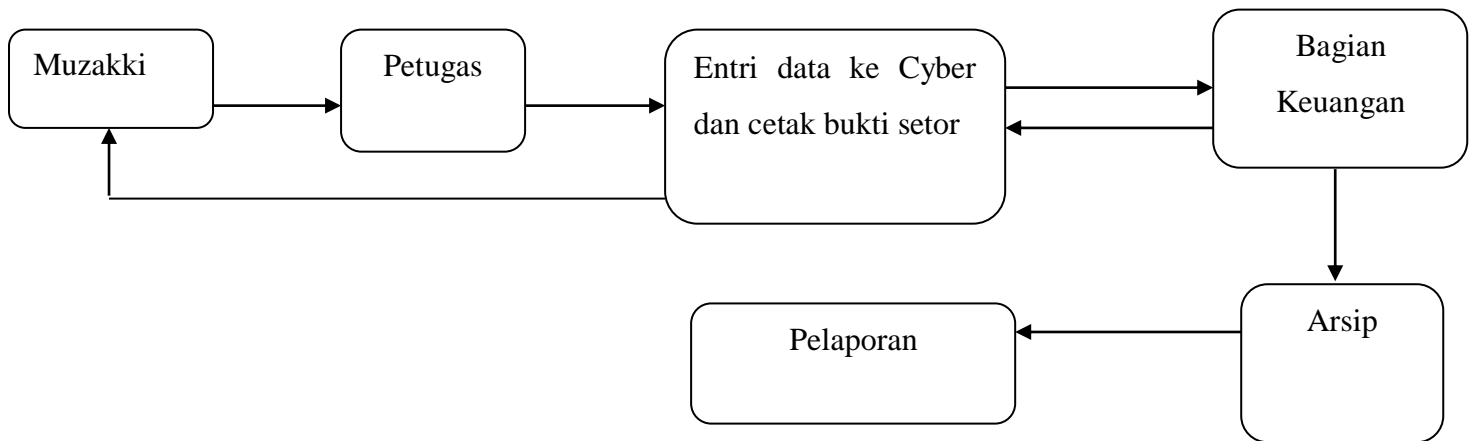 Muzakki
Petugas
Entri data ke Cyber
dan cetak bukti setor
Bagian
Keuangan
Pelaporan
Arsip